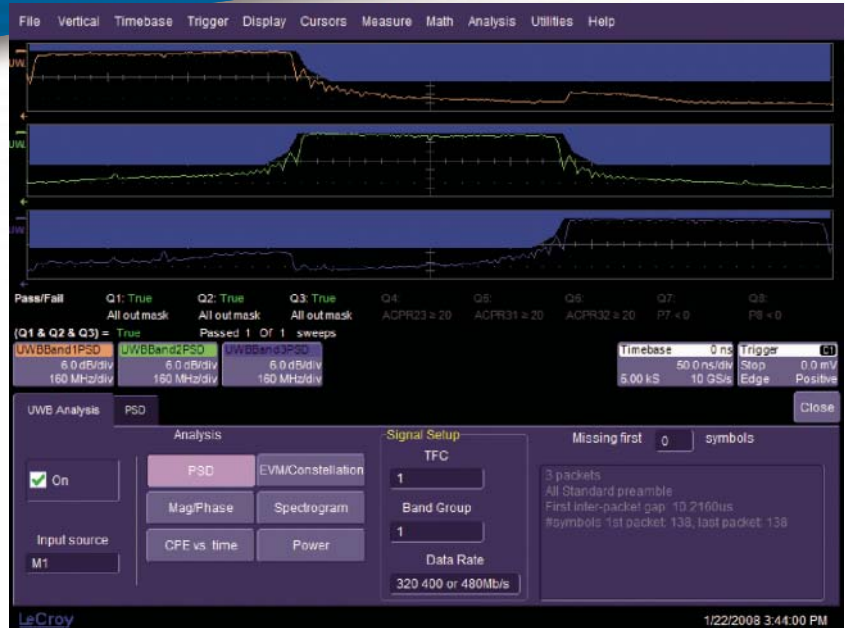 File Vertical Timebase Trigger Display Cursors Measure Math Analysis Utilities Help
UW.
UW.
UW.
Pass/Fail Q1: True Q2: True Q3: True Q4: Q5: Q6: Q7: Q8:
All out mask All out mask All out mask ACPR23 ≥ 20 ACPR31 ≥ 20 ACPR32 ≥ 20 P7 < 0 P8 < 0
(Q1 & Q2 & Q3) = True Passed 1 Of 1 sweeps
UWBBand1PSD UWBBand2PSD UWBBand3PSD Timebase 0 ns Trigger C1
6.0 dB/div 6.0 dB/div 6.0 dB/div 50.0 ns/div Stop 0.0 mV
160 MHz/div 160 MHz/div 160 MHz/div 5.00 kS 10 GS/s Edge Positive
UWB Analysis PSD Close
Analysis Signal Setup Missing first 0 symbols
On PSD EVM/Constellation TFC
1
Mag/Phase Spectrogram Band Group
1
Input source CPE vs. time Power Data Rate
M1 320 400 or 480Mb/s
3 packets
All Standard preamble
First inter-packet gap: 10.2160us
#symbols 1st packet: 138, last packet: 138
LeCroy 1/22/2008 3:44:00 PM